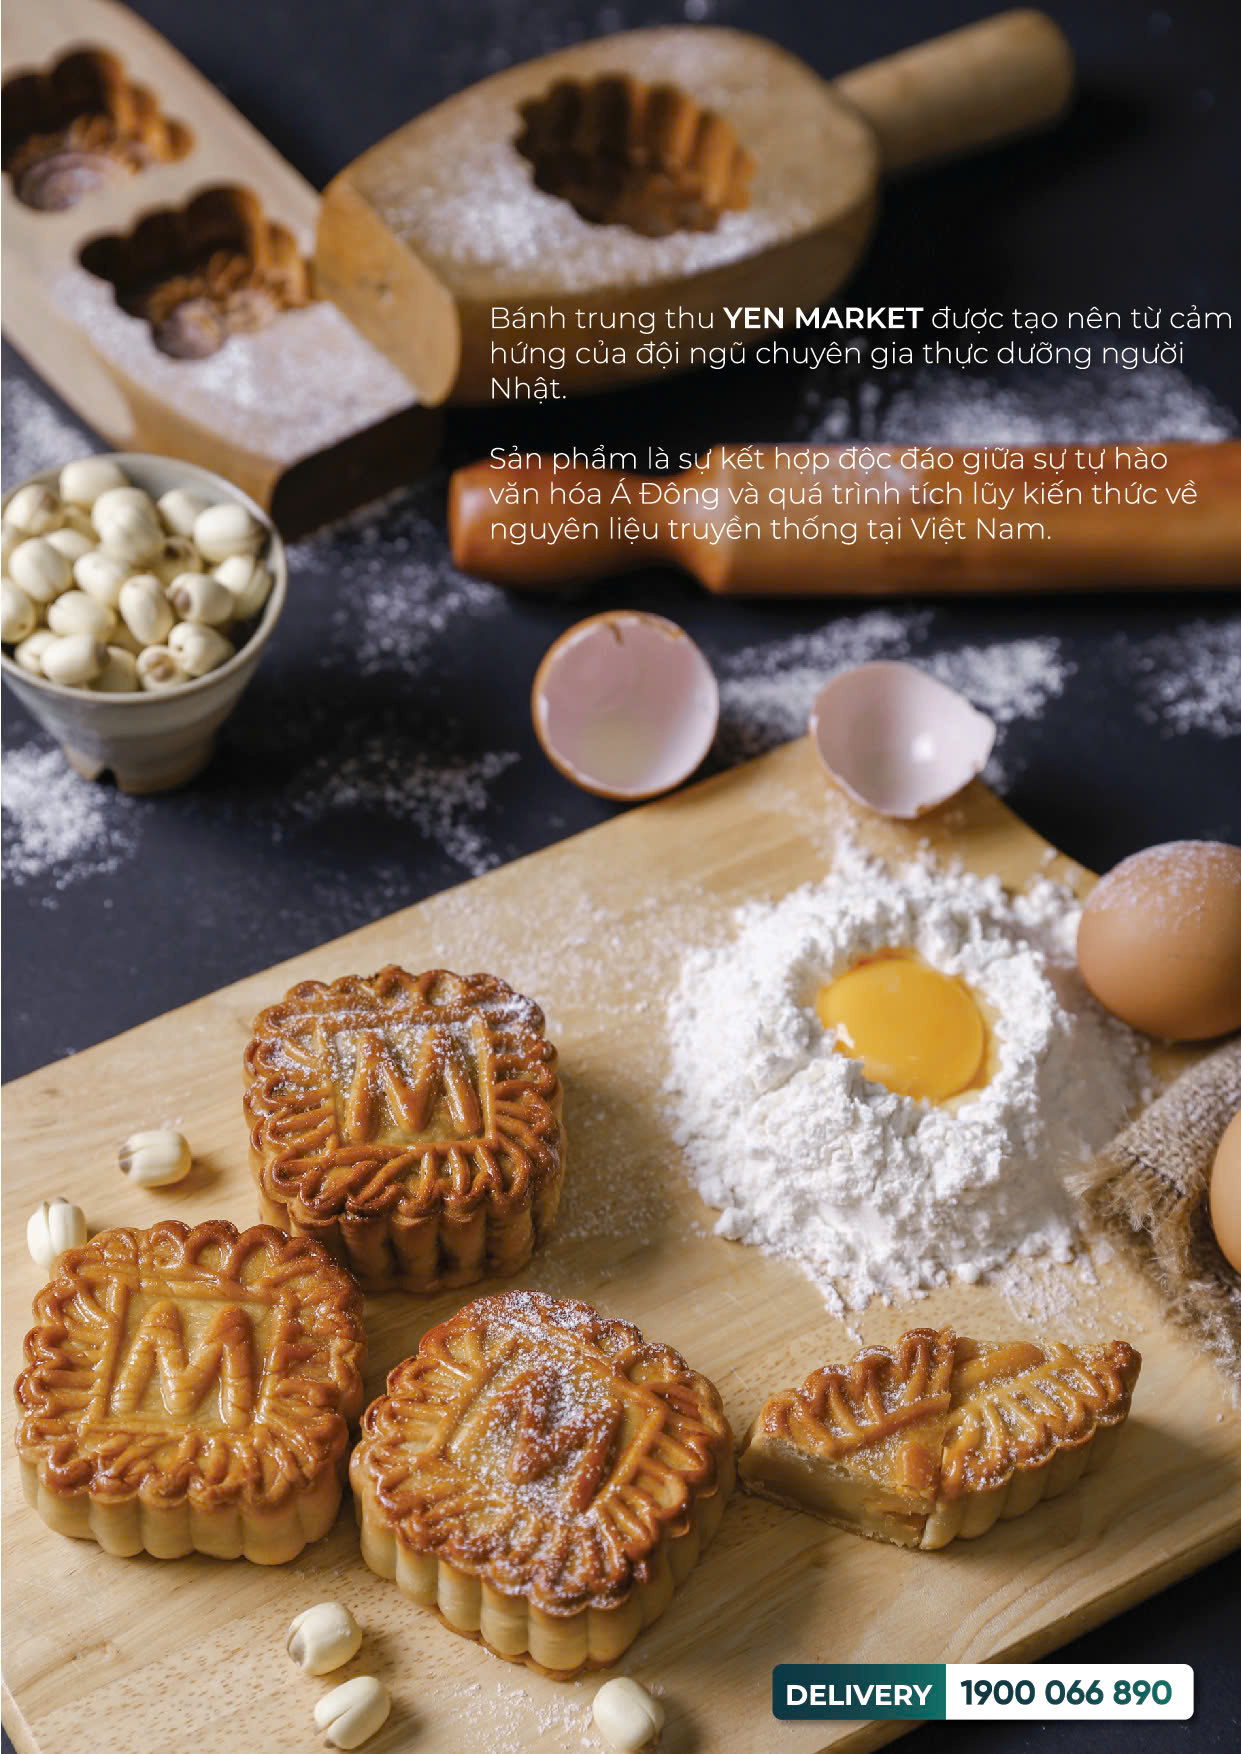 Bánh trung thu YEN MARKET được tạo nên từ cảm
hứng của đội ngũ chuyên gia thực dưỡng người
Nhật.
Sản phẩm là sự kết hợp độc đáo giữa sự tự hào
văn hóa Á Đông và quá trình tích lũy kiến thức về
nguyên liệu truyền thống tại Việt Nam.
M
M
M
DELIVERY 1900 066 890